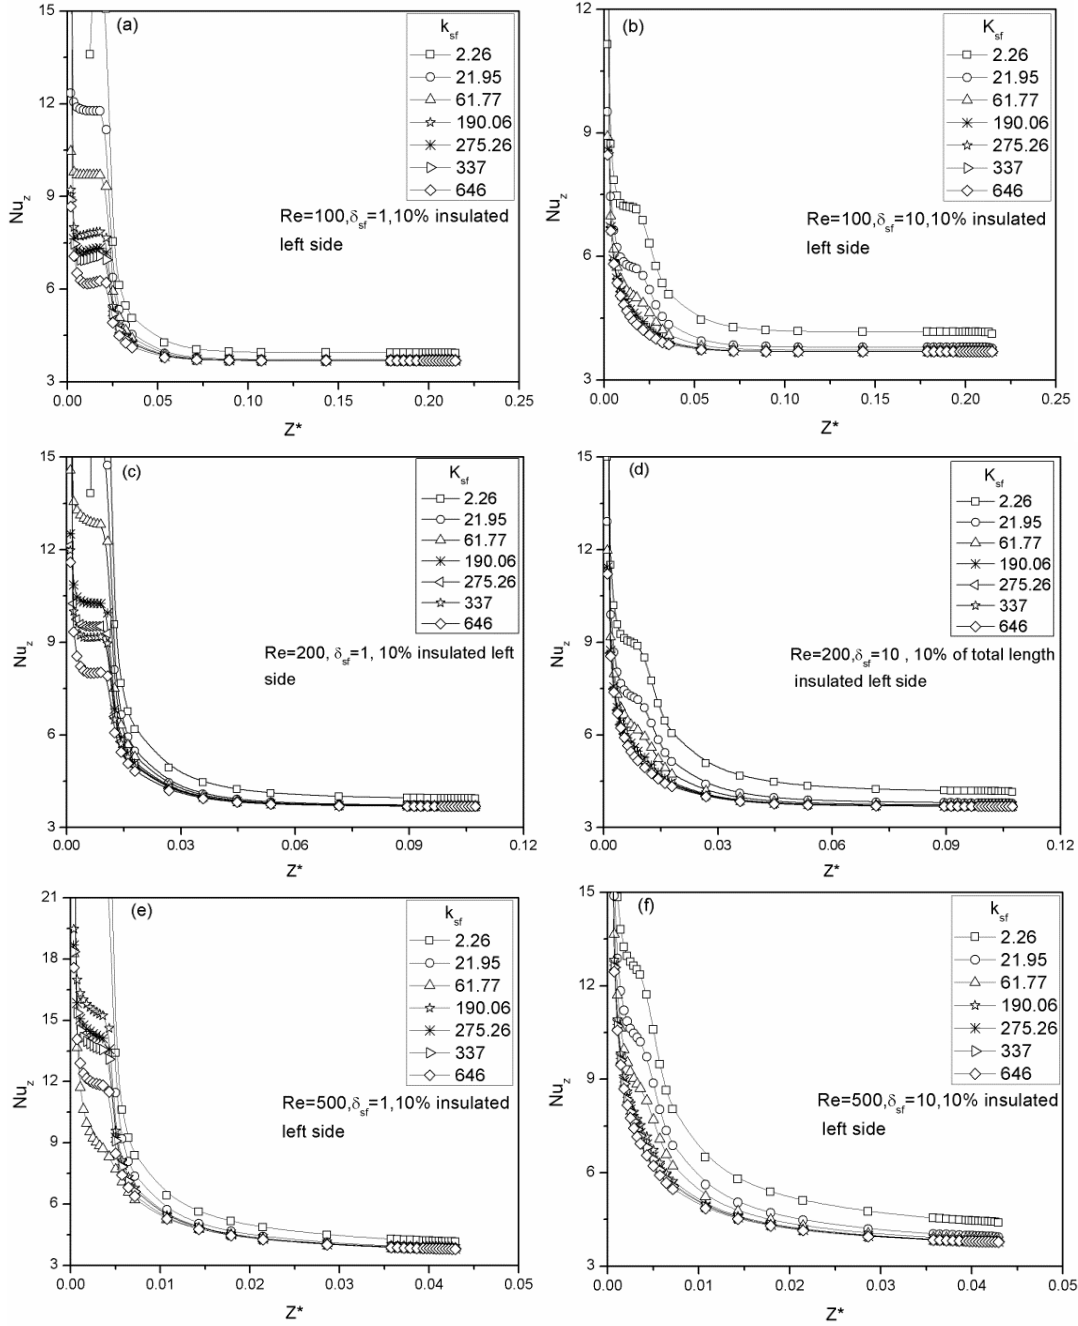 (a)
k_sf
2.26
21.95
61.77
190.06
275.26
337
646
Re=100,δ_sf=1,10% insulated
left side
15
12
9
6
3
Nu_z
0.00 0.05 0.10 0.15 0.20 0.25
Z*
(b)
K_sf
2.26
21.95
61.77
190.06
275.26
337
646
Re=100,δ_sf=10,10% insulated
left side
12
9
6
3
Nu_z
0.00 0.05 0.10 0.15 0.20 0.25
Z*
(c)
K_sf
2.26
21.95
61.77
190.06
275.26
337
646
Re=200, δ_sf=1, 10% insulated left
side
15
12
9
6
3
Nu_z
0.00 0.03 0.06 0.09 0.12
Z*
(d)
K_sf
2.26
21.95
61.77
190.06
275.26
337
646
Re=200,δ_sf=10 , 10% of total length
insulated left side
15
12
9
6
3
Nu_z
0.00 0.03 0.06 0.09 0.12
Z*
(e)
k_sf
2.26
21.95
61.77
190.06
275.26
337
646
Re=500,δ_sf=1,10% insulated
left side
21
18
15
12
9
6
3
Nu_z
0.00 0.01 0.02 0.03 0.04 0.05
Z*
(f)
k_sf
2.26
21.95
61.77
190.06
275.26
337
646
Re=500,δ_sf=10,10% insulated
left side
15
12
9
6
3
Nu_z
0.00 0.01 0.02 0.03 0.04 0.05
Z*